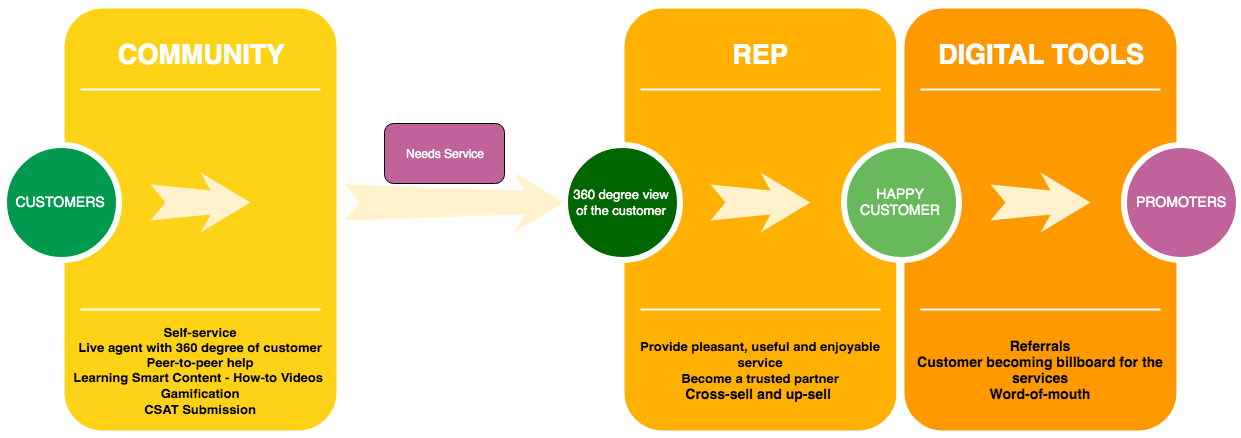 COMMUNITY
REP
DIGITAL TOOLS
Needs Service
CUSTOMERS
360 degree view
of the customer
HAPPY
CUSTOMER
PROMOTERS
Self-service
Live agent with 360 degree of customer
Peer-to-peer help
Learning Smart Content - How-to Videos
Gamification
CSAT Submission
Provide pleasant, useful and enjoyable
service
Become a trusted partner
Cross-sell and up-sell
Referrals
Customer becoming billboard for the
services
Word-of-mouth